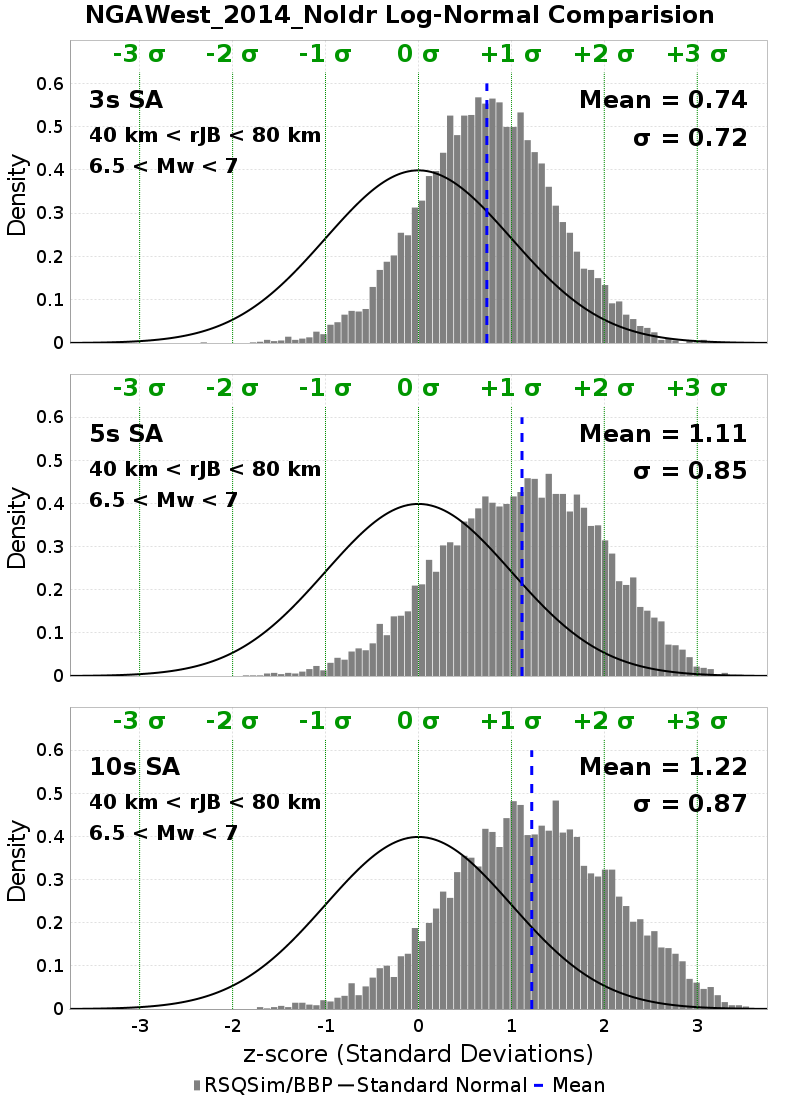 NGAWest_2014_NoIdr Log-Normal Comparision
-3 σ -2 σ -1 σ 0 σ +1 σ +2 σ +3 σ
3s SA
Mean = 0.74
40 km < rJB < 80 km
σ = 0.72
6.5 < Mw < 7
Density
0.6
0.5
0.4
0.3
0.2
0.1
0
-3 σ -2 σ -1 σ 0 σ +1 σ +2 σ +3 σ
5s SA
Mean = 1.11
40 km < rJB < 80 km
σ = 0.85
6.5 < Mw < 7
Density
0.6
0.5
0.4
0.3
0.2
0.1
0
-3 σ -2 σ -1 σ 0 σ +1 σ +2 σ +3 σ
10s SA
Mean = 1.22
40 km < rJB < 80 km
σ = 0.87
6.5 < Mw < 7
Density
0.6
0.5
0.4
0.3
0.2
0.1
0
-3 -2 -1 0 1 2 3
z-score (Standard Deviations)
RSQSim/BBP Standard Normal Mean